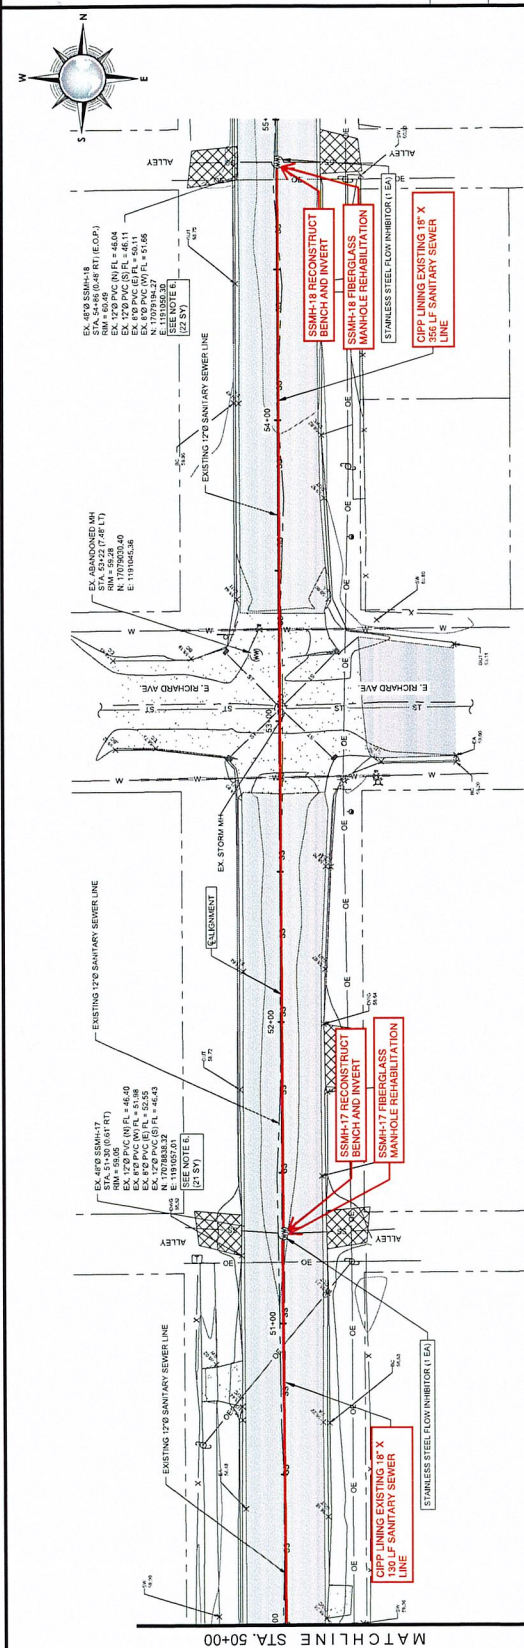 MATCHLINE STA. 50+00
00
EXISTING 12"Ø SANITARY SEWER LINE
CIPP LINING EXISTING 18" X
130 LF SANITARY SEWER
LINE
51+00
STAINLESS STEEL FLOW INHIBITOR (1 EA)
EX. 48"Ø SSMH-17
STA. 51+30 (0.61' RT)
RIM = 59.05
EX. 12"Ø PVC (N) FL = 46.40
EX. 8"Ø PVC (W) FL = 51.98
EX. 8"Ø PVC (E) FL = 52.55
EX. 12"Ø PVC (S) FL = 46.43
N: 17078838.32
E: 1191057.01
SEE NOTE 6,
(21 SY)
ALLEY
ALLEY
SSMH-17 RECONSTRUCT
BENCH AND INVERT
SSMH-17 FIBERGLASS
MANHOLE REHABILITATION
EXISTING 12"Ø SANITARY SEWER LINE
52+00
℄ALIGNMENT
EX. STORM MH
53+00
E. RICHARD AVE
E. RICHARD AVE
EX. ABANDONED MH
STA. 53+22 (7.48' LT)
RIM = 59.28
N: 17079030.40
E: 1191045.36
EXISTING 12"Ø SANITARY SEWER LINE
54+00
EX. 48"Ø SSMH-18
STA. 54+86 (0.48' RT) (E.O.P.)
RIM = 60.49
EX. 12"Ø PVC (N) FL = 46.04
EX. 12"Ø PVC (S) FL = 46.11
EX. 8"Ø PVC (E) FL = 50.11
EX. 8"Ø PVC (W) FL = 51.66
N: 17079194.27
E: 1191050.30
SEE NOTE 6,
(22 SY)
ALLEY
ALLEY
SSMH-18 RECONSTRUCT
BENCH AND INVERT
SSMH-18 FIBERGLASS
MANHOLE REHABILITATION
STAINLESS STEEL FLOW INHIBITOR (1 EA)
CIPP LINING EXISTING 18" X
356 LF SANITARY SEWER
LINE
55+
N
E
S
W